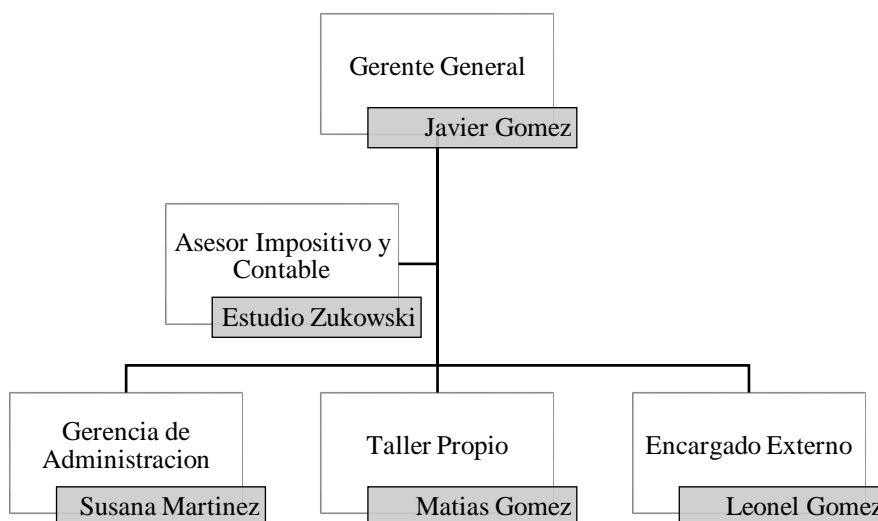 Gerente General
Javier Gomez
Asesor Impositivo y
Contable
Estudio Zukowski
Gerencia de
Administracion
Susana Martinez
Taller Propio
Matias Gomez
Encargado Externo
Leonel Gomez